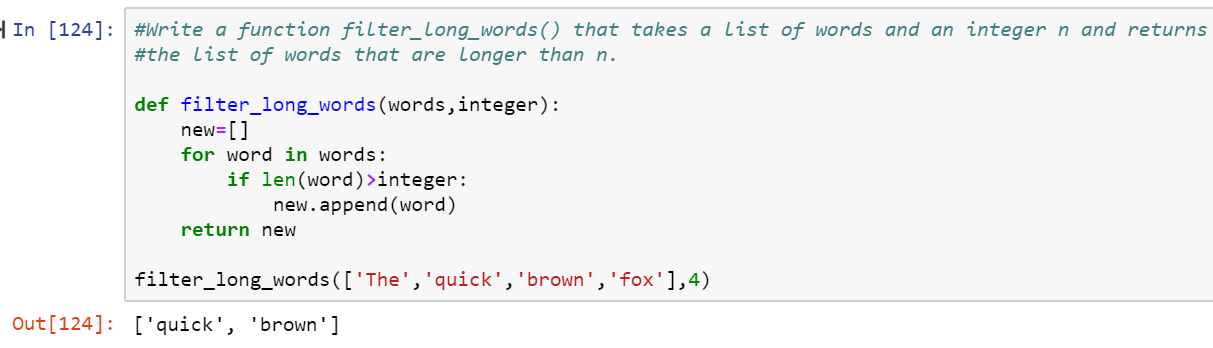 In [124]: #Write a function filter_long_words() that takes a list of words and an integer n and returns
#the list of words that are longer than n.
def filter_long_words(words,integer):
    new=[]
    for word in words:
        if len(word)>integer:
            new.append(word)
    return new
filter_long_words(['The','quick','brown','fox'],4)
Out[124]: ['quick', 'brown']